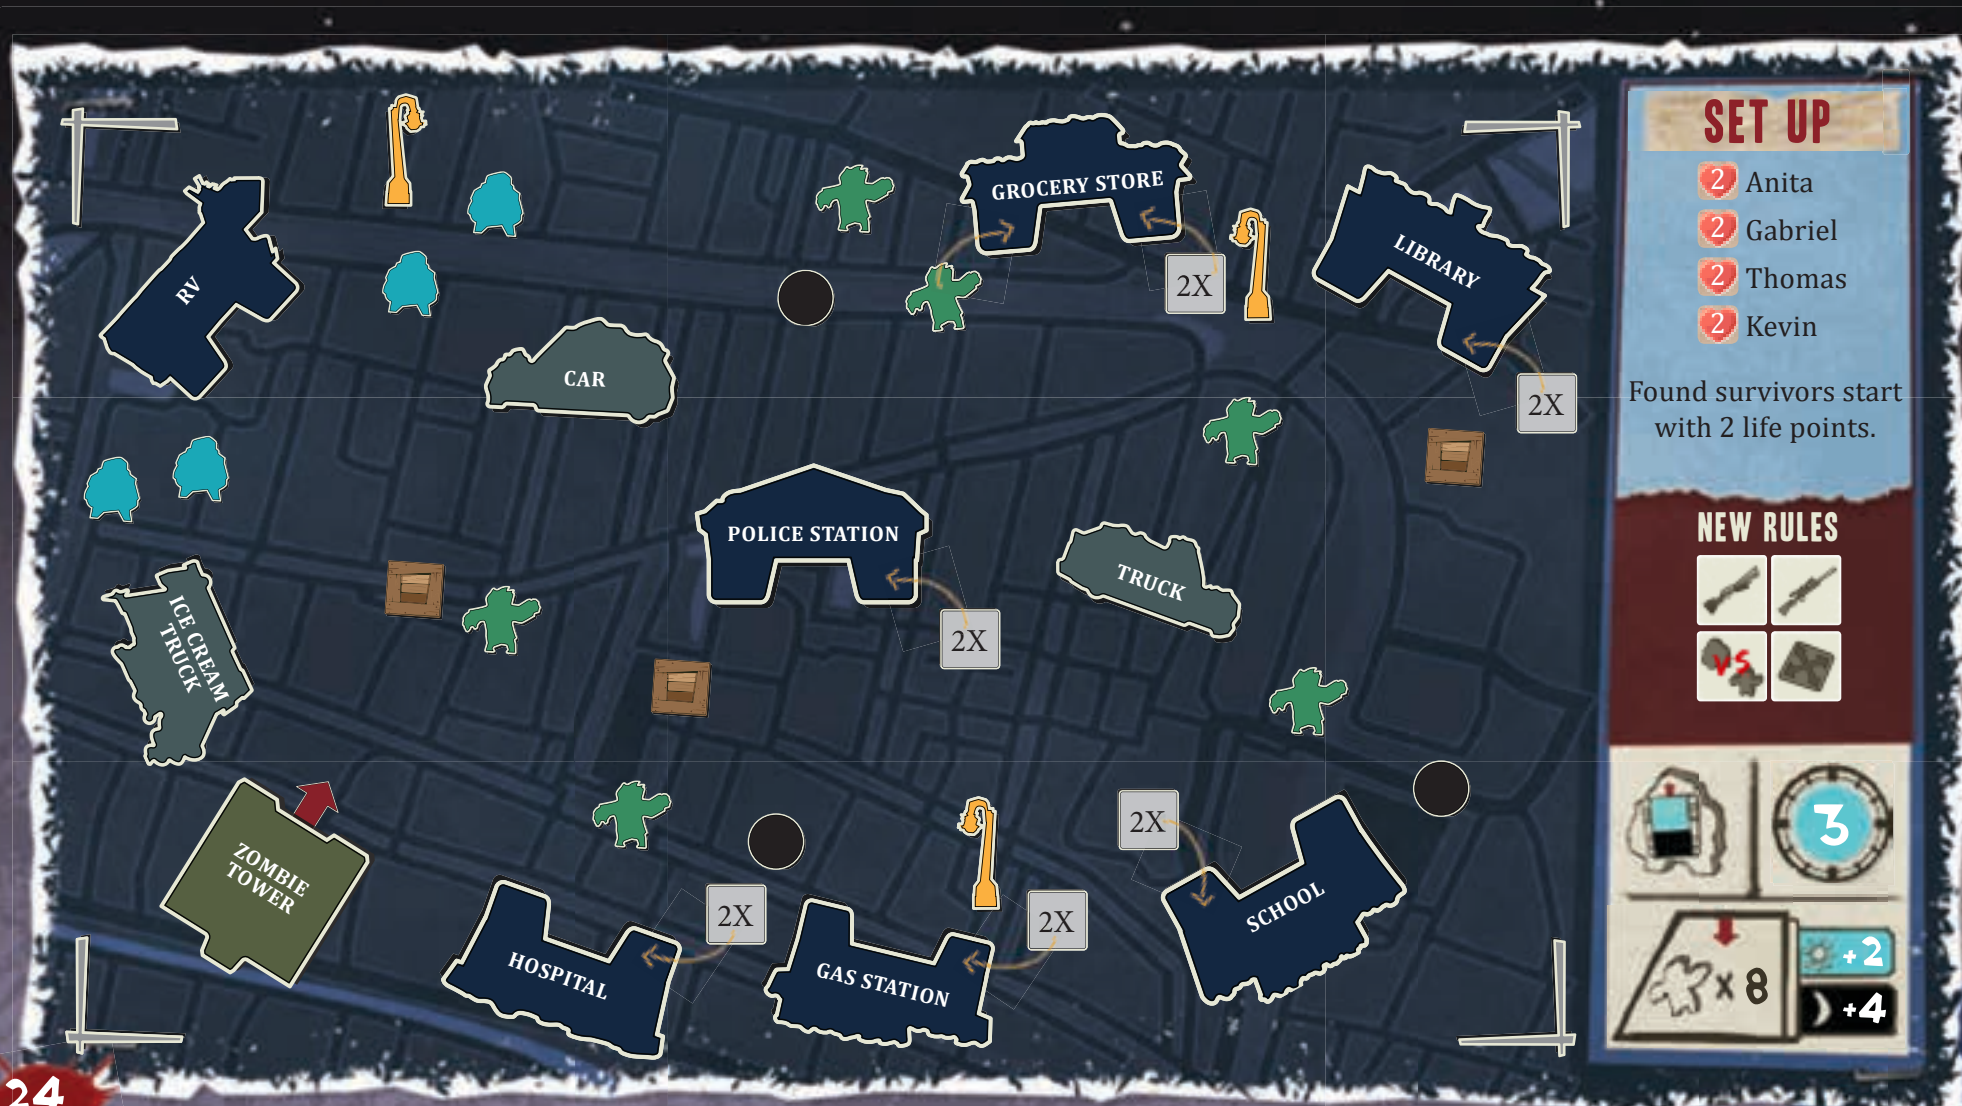 GROCERY STORE
2X
LIBRARY
2X
RV
CAR
POLICE STATION
2X
TRUCK
ICE CREAM
TRUCK
ZOMBIE
TOWER
HOSPITAL
2X
GAS STATION
2X
2X
SCHOOL
SET UP
2 Anita
2 Gabriel
2 Thomas
2 Kevin
Found survivors start
with 2 life points.
NEW RULES
VS
3
x 8
+2
+4
24